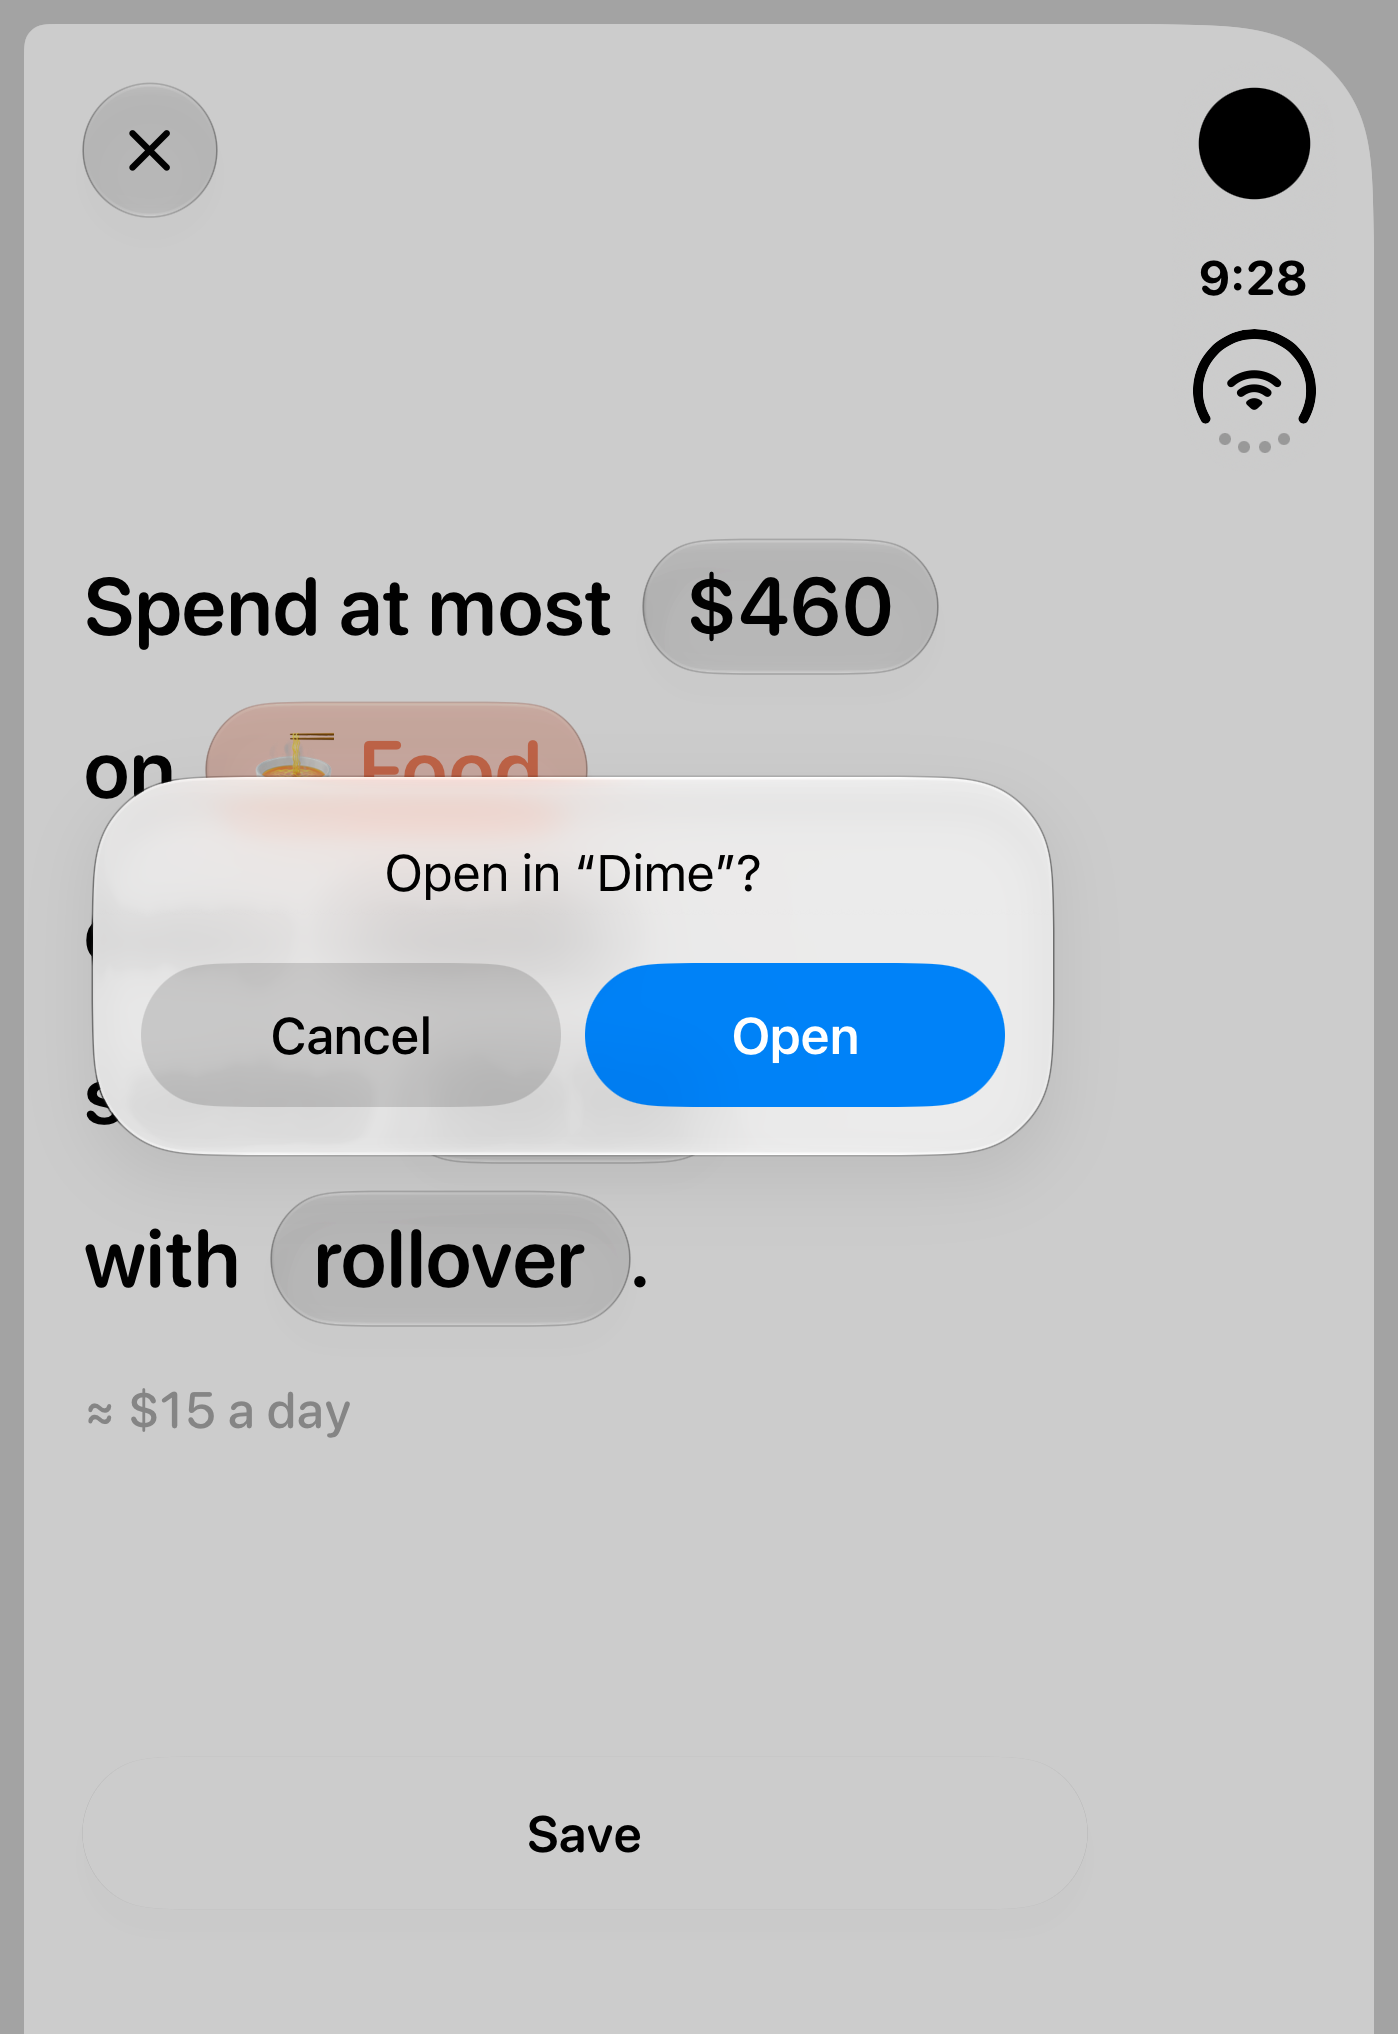 9:28
Spend at most $460
on Food
Open in “Dime”?
Cancel Open
with rollover.
≈ $15 a day
Save